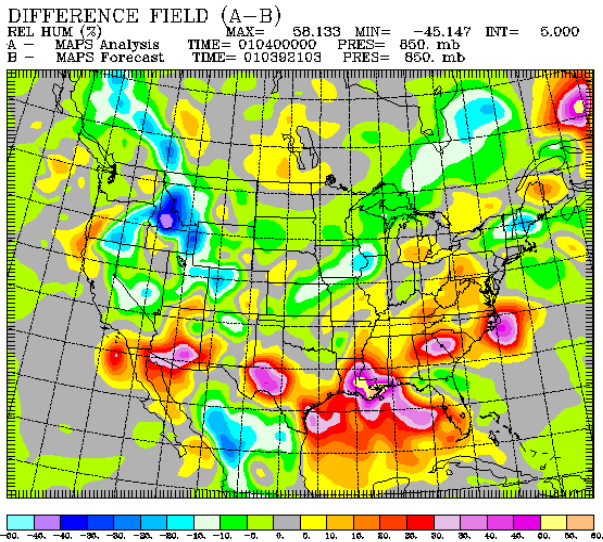 DIFFERENCE FIELD (A-B)
REL HUM (%) MAX= 58.133 MIN= -45.147 INT= 5.000
A - MAPS Analysis TIME= 010400000 PRES= 850. mb
B - MAPS Forecast TIME= 010392103 PRES= 850. mb
-60. -45. -40. -35. -30. -25. -20. -15. -10. -5. 0. 5. 10. 15. 20. 25. 30. 35. 40. 45. 50. 55. 60.